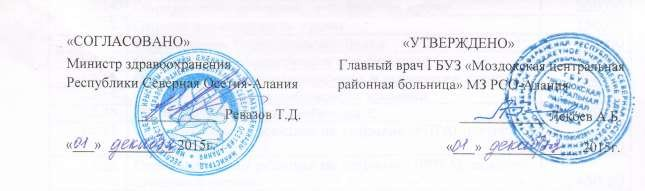 «СОГЛАСОВАНО»
Министр здравоохранения
Республики Северная Осетия-Алания
Ревазов Т.Д.
«01» декабря 2015г.
«УТВЕРЖДЕНО»
Главный врач ГБУЗ «Моздокская центральная
районная больница» МЗ РСО-Алания
Бокоев А.Б.
«01» декабря 2015г.